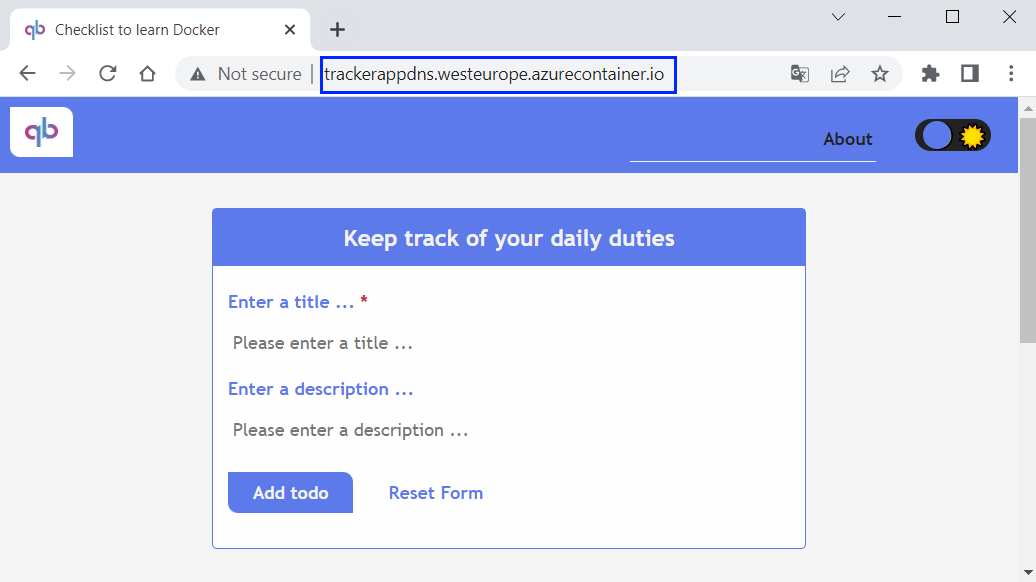 qb Checklist to learn Docker
Not secure | trackerappdns.westeurope.azurecontainer.io
qb
About
Keep track of your daily duties
Enter a title ... *
Please enter a title ...
Enter a description ...
Please enter a description ...
Add todo Reset Form